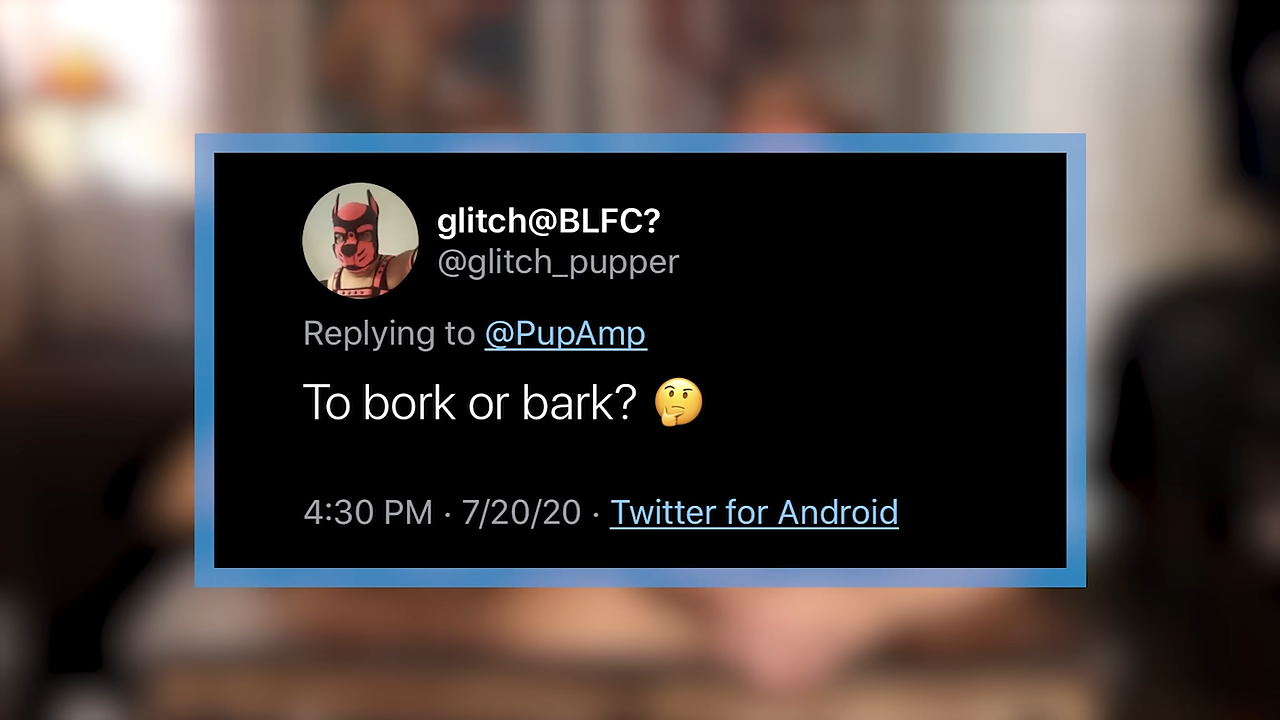 glitch@BLFC?
@glitch_pupper
Replying to @PupAmp
To bork or bark? 🤔
4:30 PM · 7/20/20 · Twitter for Android